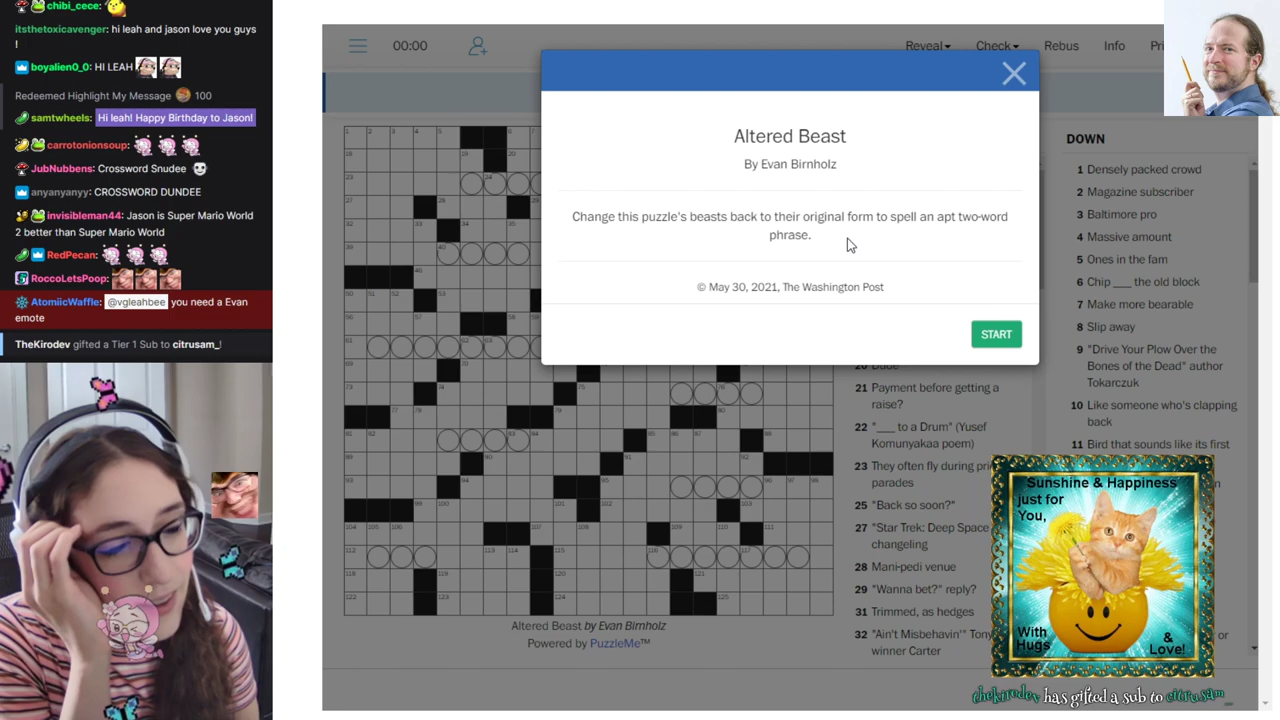 chibi_cece:
itsthetoxicavenger: hi leah and jason love you guys
!
boyalien0_0: HI LEAH
Redeemed Highlight My Message 100
samtwheels: Hi leah! Happy Birthday to Jason!
carrotonionsoup:
JubNubbens: Crossword Snudee
anyanyanyy: CROSSWORD DUNDEE
invisibleman44: Jason is Super Mario World
2 better than Super Mario World
RedPecan:
RoccoLetsPoop:
AtomiicWaffle: @vgleahbee you need a Evan
emote
TheKirodev gifted a Tier 1 Sub to citrusam_!
00:00
Reveal
Check
Rebus
Info
Altered Beast
By Evan Birnholz
Change this puzzle's beasts back to their original form to spell an apt two-word
phrase.
© May 30, 2021, The Washington Post
START
Altered Beast by Evan Birnholz
Powered by PuzzleMe™
21 Payment before getting a
raise?
22 "___ to a Drum" (Yusef
Komunyakaa poem)
23 They often fly during
parades
25 "Back so soon?"
27 "Star Trek: Deep Space
changeling
28 Mani-pedi venue
29 "Wanna bet?" reply?
31 Trimmed, as hedges
32 "Ain't Misbehavin'" Tony
winner Carter
DOWN
1 Densely packed crowd
2 Magazine subscriber
3 Baltimore pro
4 Massive amount
5 Ones in the fam
6 Chip ___ the old block
7 Make more bearable
8 Slip away
9 "Drive Your Plow Over the
Bones of the Dead" author
Tokarczuk
10 Like someone who's clapping
back
11 Bird that sounds like its first
Sunshine & Happiness
just for
You,
With
Hugs
&
Love!
thekirodev has gifted a sub to citrusam_